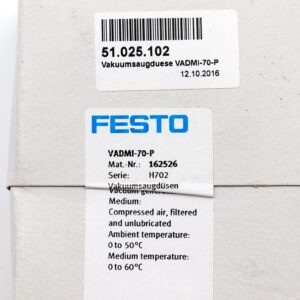 51.025.102
Vakuumsaugduese VADMI-70-P
12.10.2016
FESTO
VADMI-70-P
Mat.-Nr.: 162526
Serie: H702
Vakuumsaugdüsen
Vacuum
Medium:
Compressed air, filtered
and unlubricated
Ambient temperature:
0 to 50°C
Medium temperature:
0 to 60°C